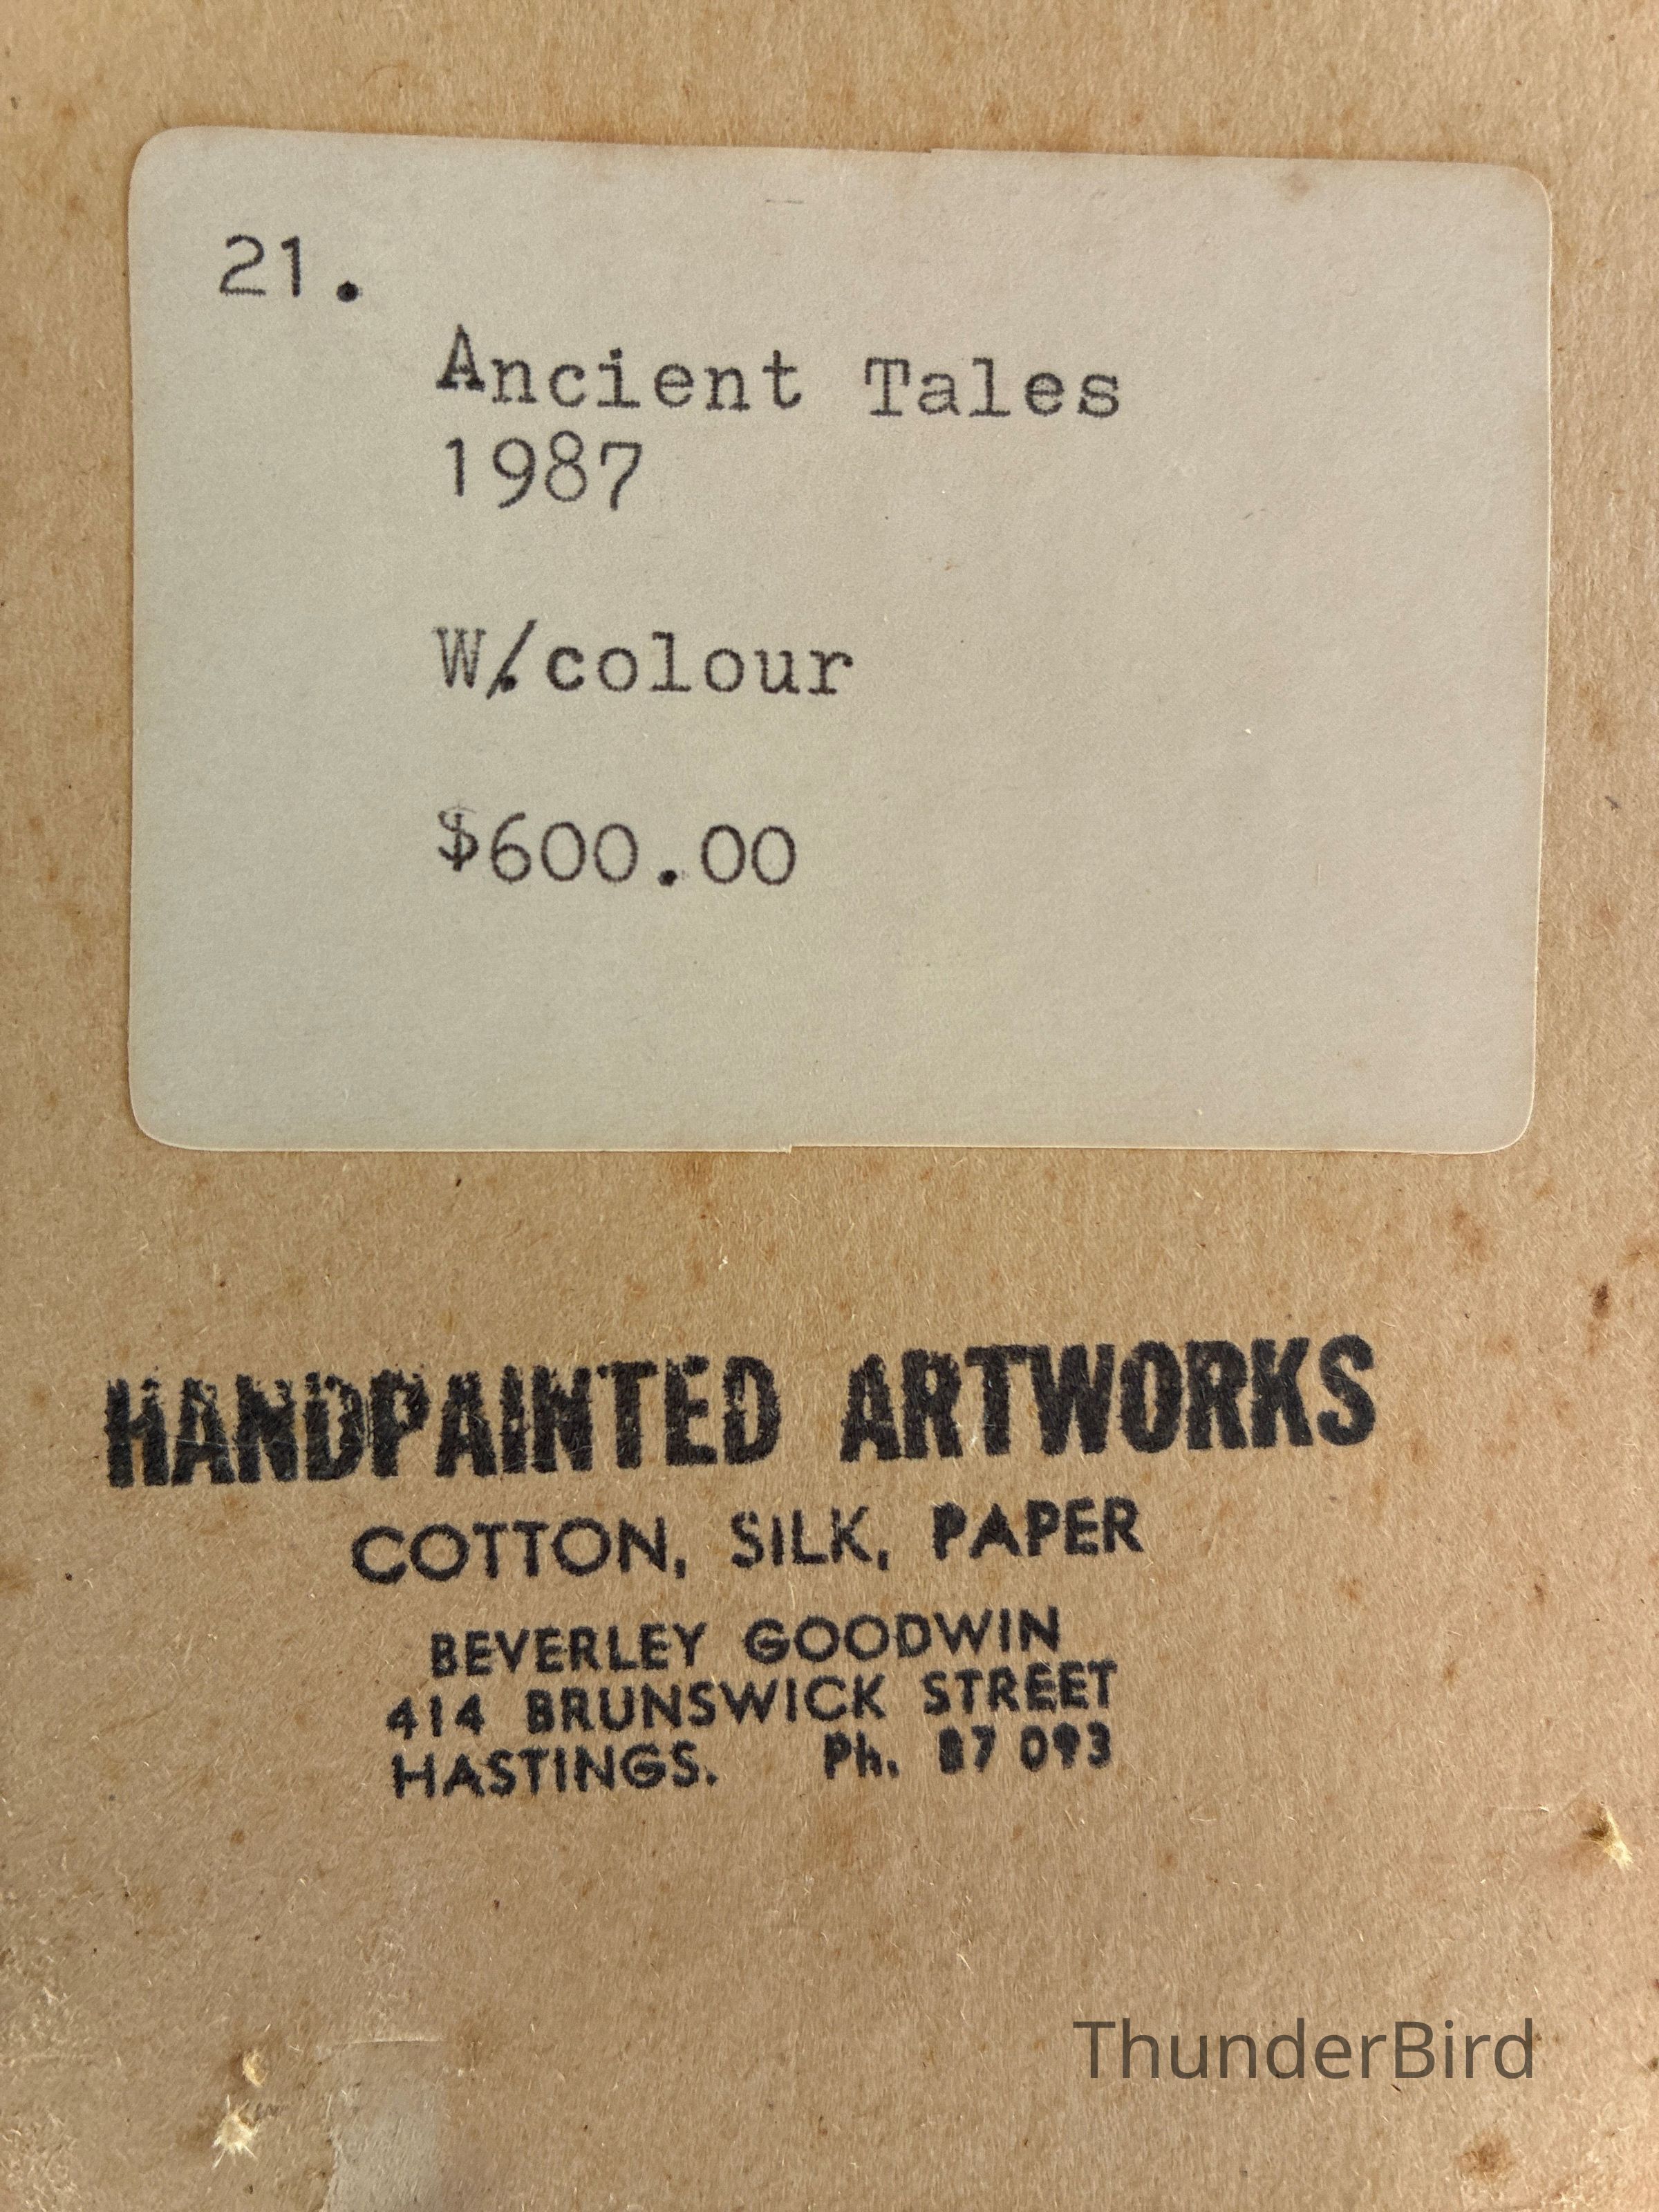 21.
Ancient Tales
1987
W/.colour
$600.00
HANDPAINTED ARTWORKS
COTTON, SILK, PAPER
BEVERLEY GOODWIN
414 BRUNSWICK STREET
HASTINGS. Ph. 87 093
ThunderBird